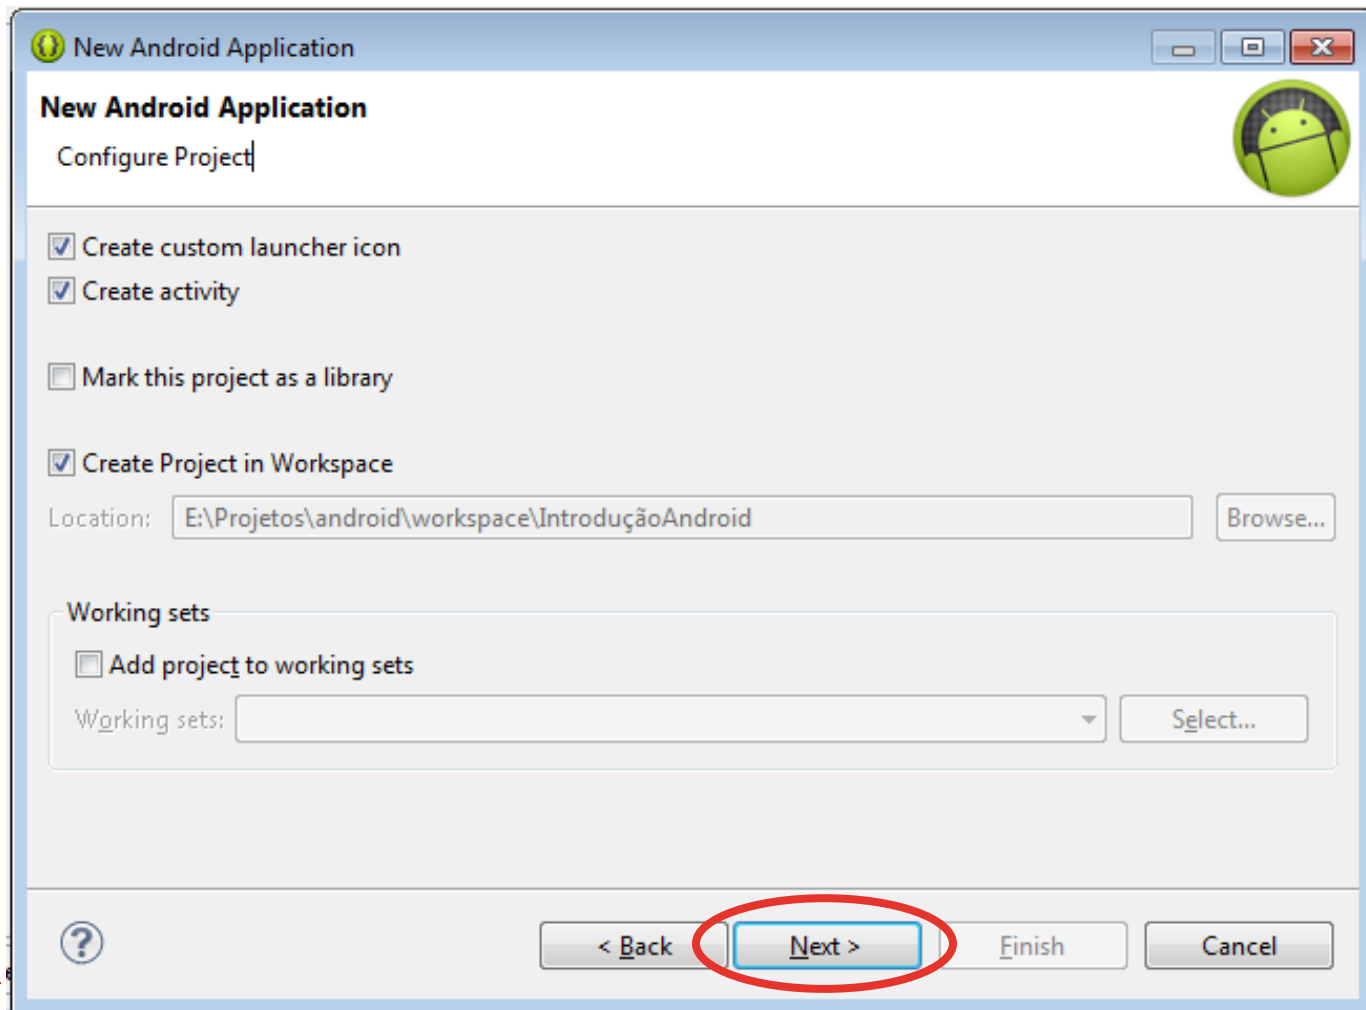 New Android Application
New Android Application
Configure Project
Create custom launcher icon
Create activity
Mark this project as a library
Create Project in Workspace
Location: E:\Projetos\android\workspace\IntroduçãoAndroid Browse...
Working sets
Add project to working sets
Working sets: Select...
? < Back Next > Finish Cancel